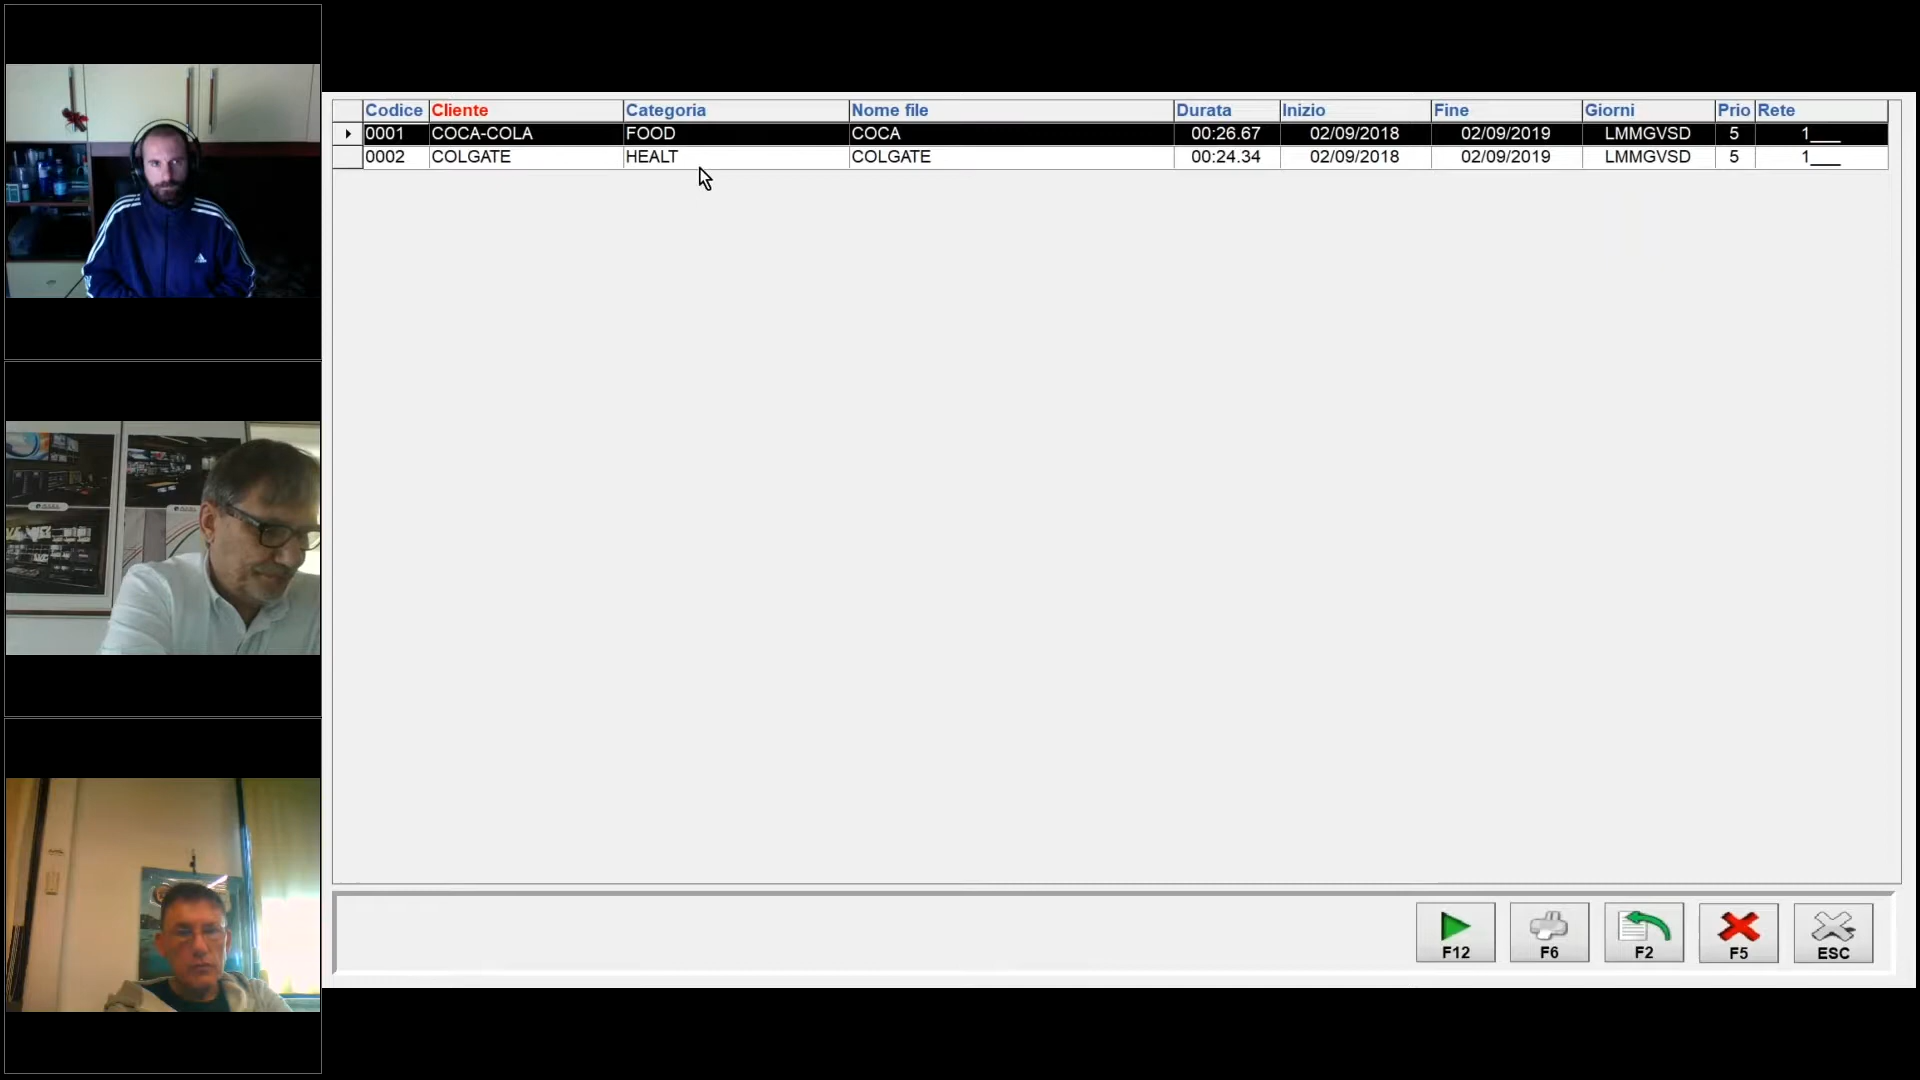 Codice Cliente Categoria Nome file Durata Inizio Fine Giorni Prio Rete
0001 COCA-COLA FOOD COCA 00:26.67 02/09/2018 02/09/2019 LMMGVSD 5 1___
0002 COLGATE HEALT COLGATE 00:24.34 02/09/2018 02/09/2019 LMMGVSD 5 1___
F12 F6 F2 F5 ESC